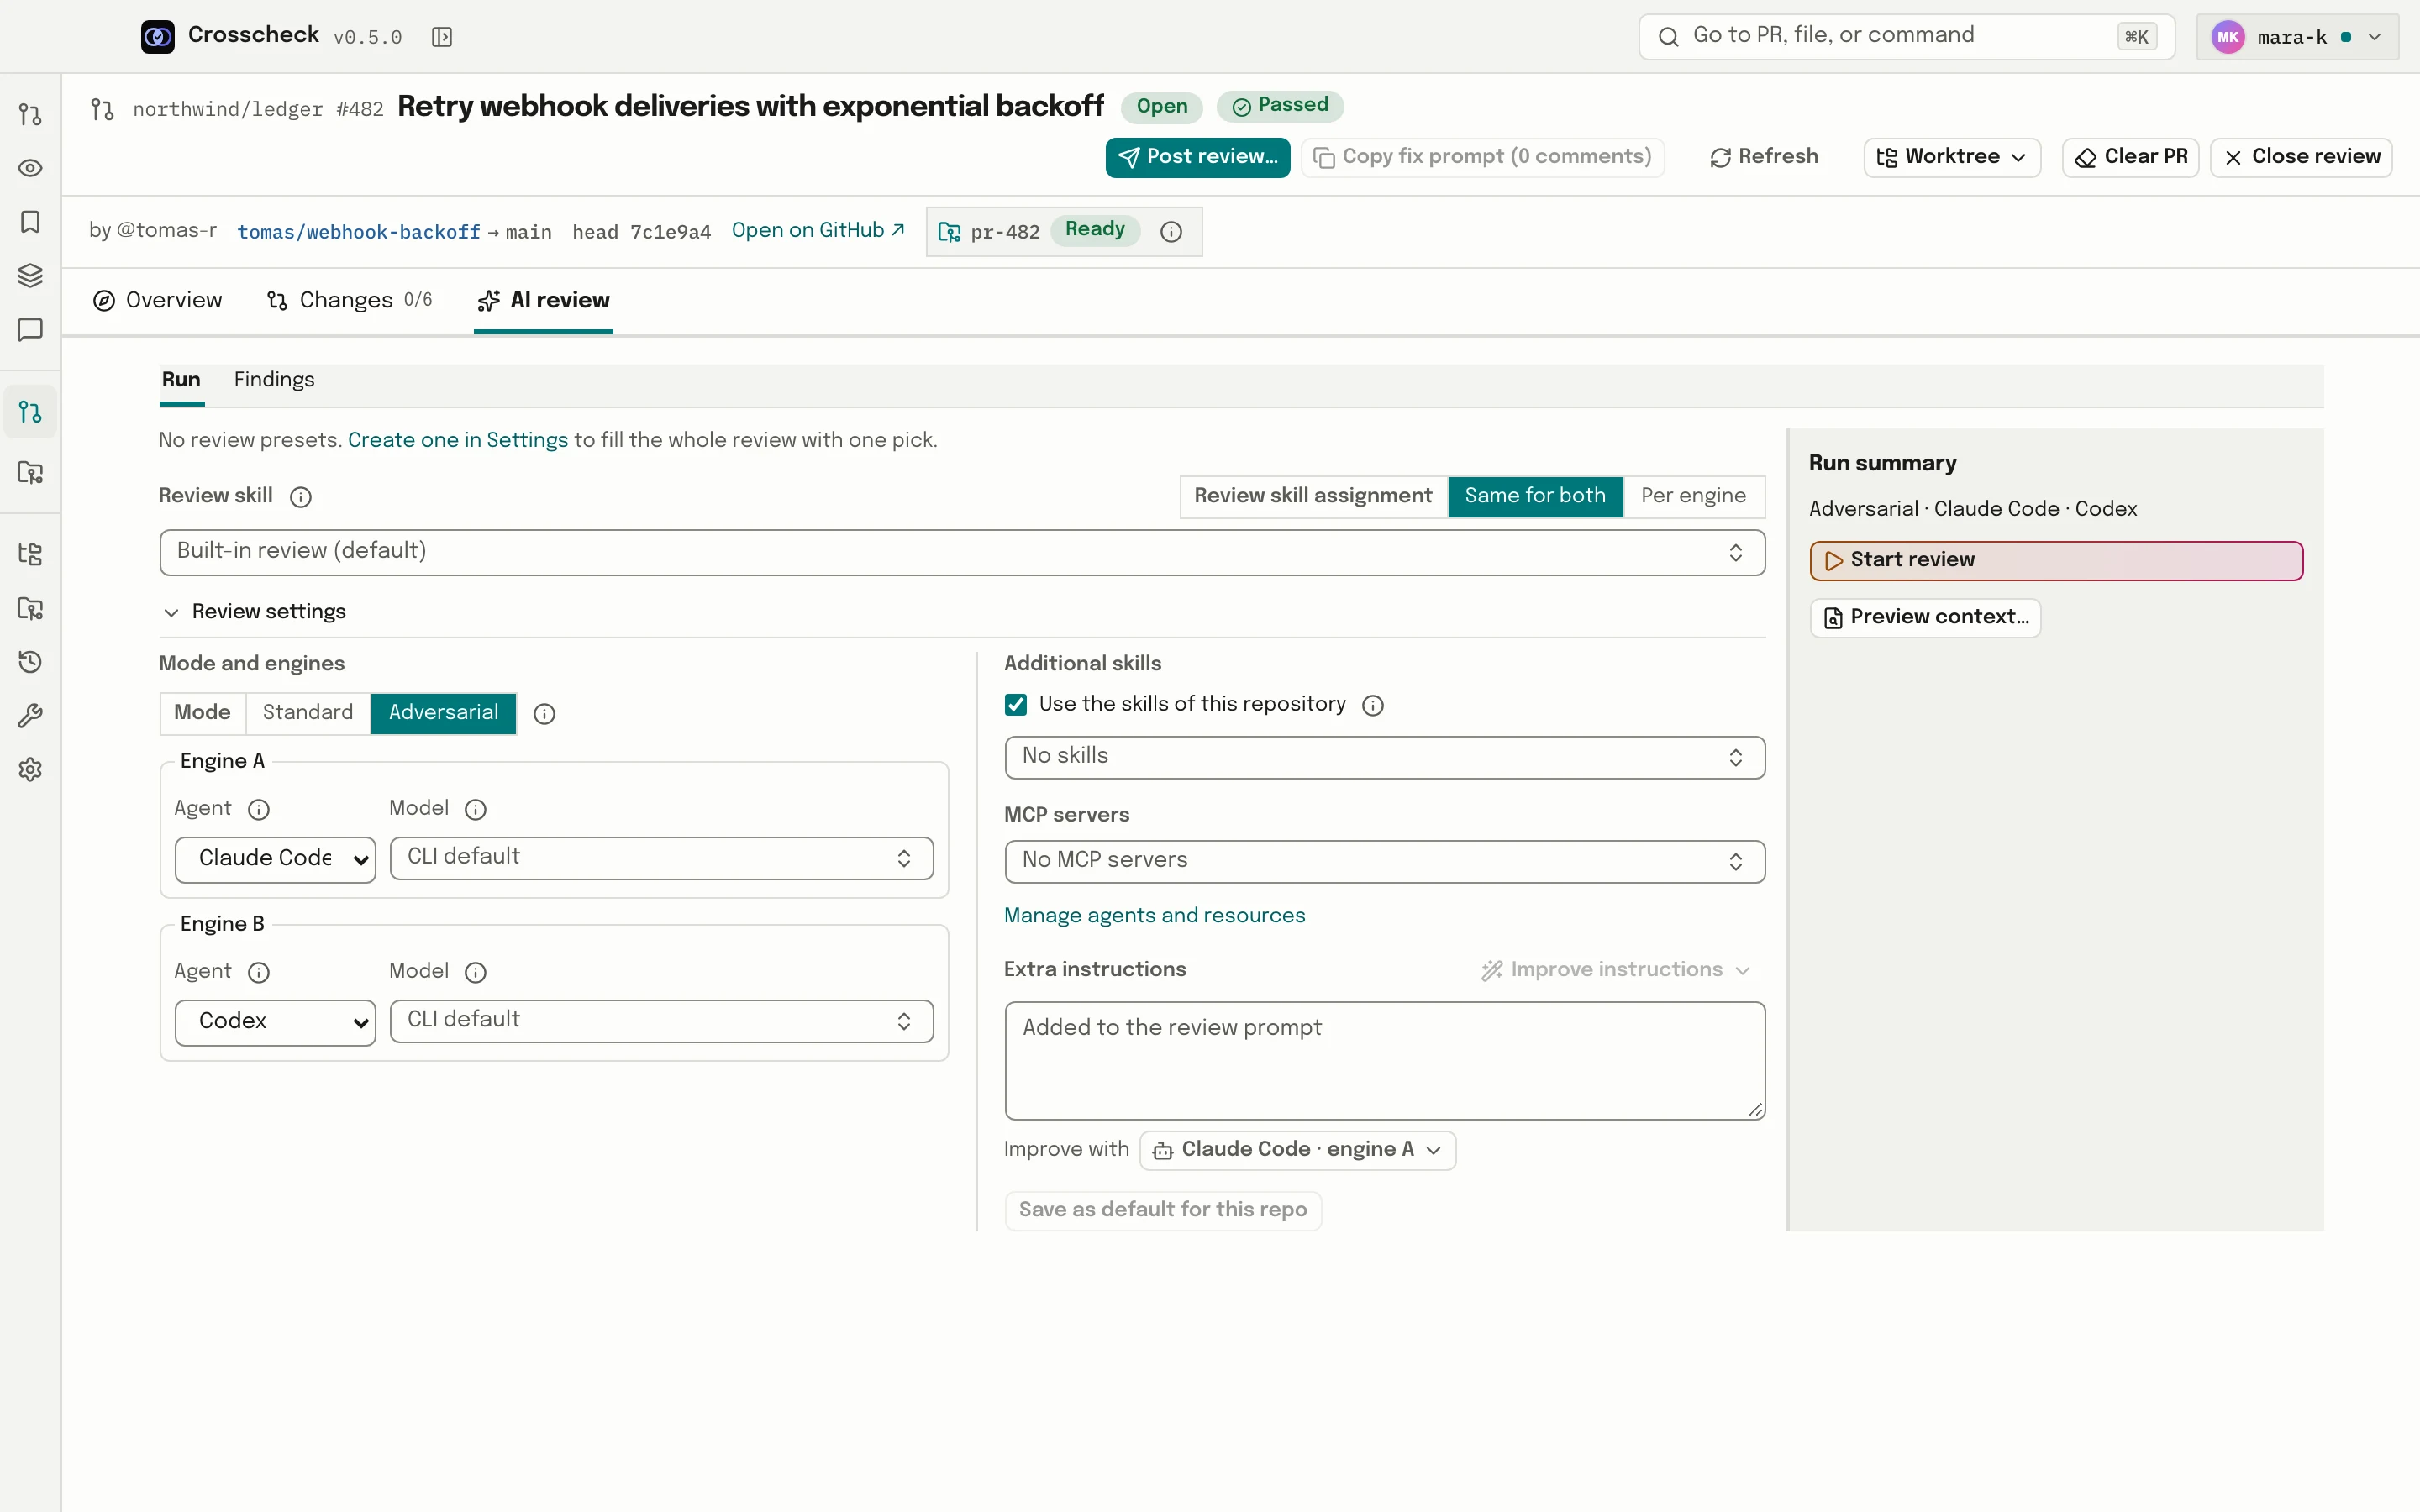 Crosscheck v0.5.0
Go to PR, file, or command ⌘K
MK mara-k
northwind/ledger #482 Retry webhook deliveries with exponential backoff Open Passed
Post review… Copy fix prompt (0 comments) Refresh Worktree Clear PR Close review
by @tomas-r tomas/webhook-backoff → main head 7c1e9a4 Open on GitHub ↗ pr-482 Ready
Overview Changes 0/6 AI review
Run Findings
No review presets. Create one in Settings to fill the whole review with one pick.
Review skill
Review skill assignment Same for both Per engine
Built-in review (default)
Review settings
Mode and engines
Mode Standard Adversarial
Engine A
Agent Model
Claude Code CLI default
Engine B
Agent Model
Codex CLI default
Additional skills
Use the skills of this repository
No skills
MCP servers
No MCP servers
Manage agents and resources
Extra instructions Improve instructions
Added to the review prompt
Improve with Claude Code · engine A
Save as default for this repo
Run summary
Adversarial · Claude Code · Codex
Start review
Preview context…